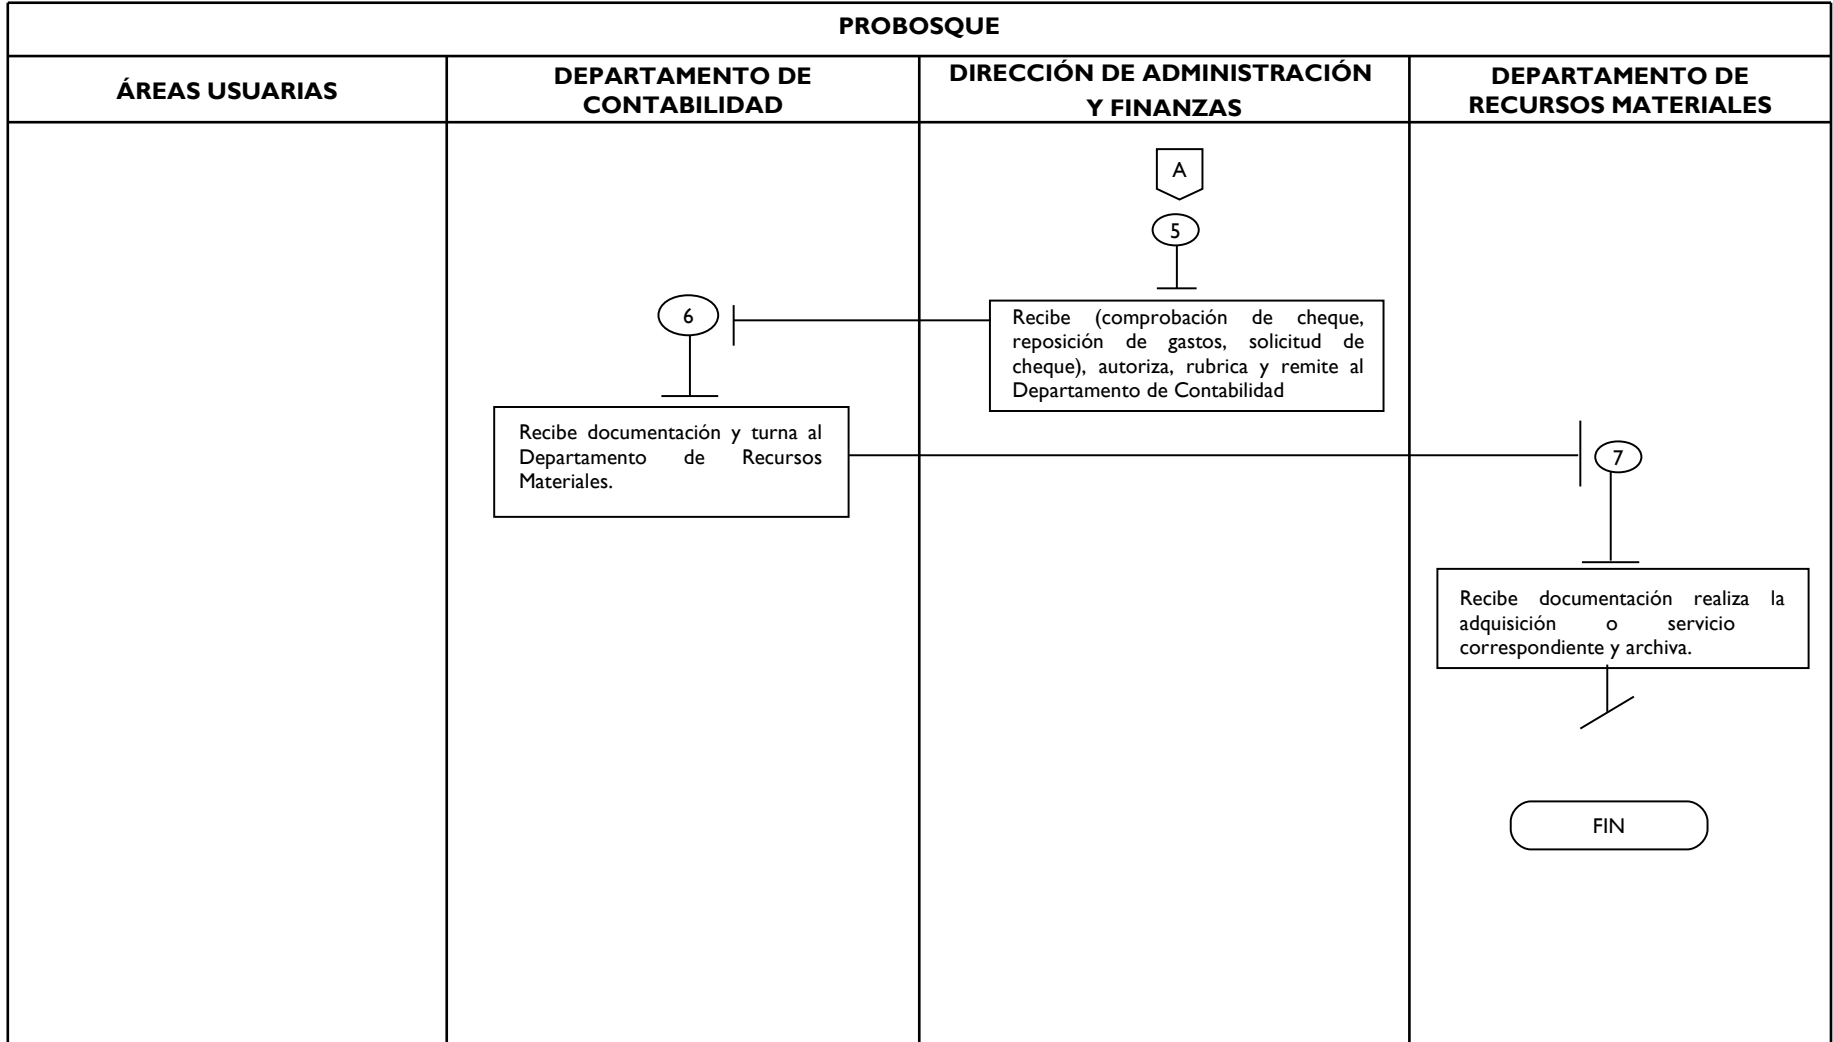 PROBOSQUE
ÁREAS USUARIAS
DEPARTAMENTO DE
CONTABILIDAD
DIRECCIÓN DE ADMINISTRACIÓN
Y FINANZAS
DEPARTAMENTO DE
RECURSOS MATERIALES
A
5
Recibe (comprobación de cheque,
reposición de gastos, solicitud de
cheque), autoriza, rubrica y remite al
Departamento de Contabilidad
6
Recibe documentación y turna al
Departamento de Recursos
Materiales.
7
Recibe documentación realiza la
adquisición o servicio
correspondiente y archiva.
FIN